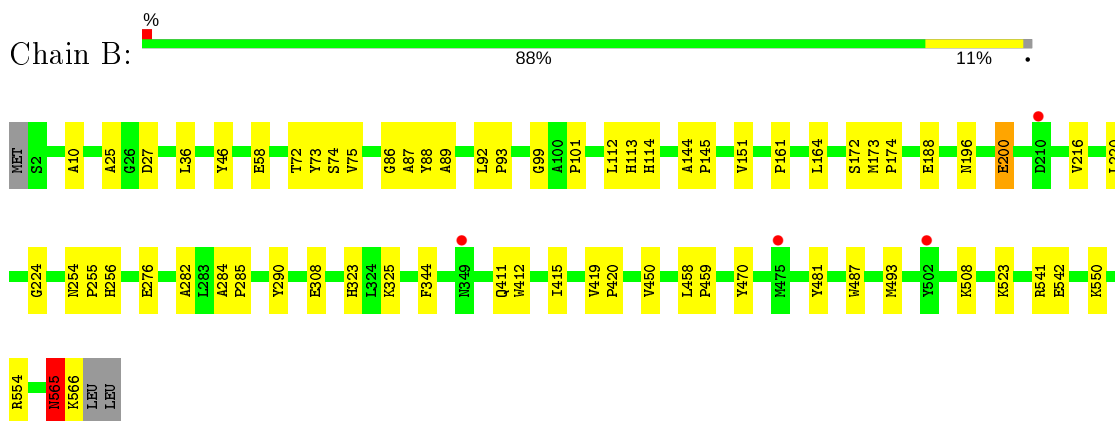 %
Chain B:
88%
11%
•
MET S2 A10 A25 G26 D27 L36 Y46 E58 T72 Y73 S74 V75 G86 A87 Y88 A89 L92 P93 G99 A100 P101 L112 H113 H114 A144 P145 V151 P161 L164 S172 M173 P174 E188 N196 E200 D210 V216 L220
G224 N254 P255 H256 E276 A282 L283 A284 P285 Y290 E308 H323 L324 K325 F344 N349 Q411 W412 I415 V419 P420 V450 L458 P459 Y470 M475 Y481 W487 M493 Y502 K508 K523 R541 E542 K550
R554 N565 K566 LEU LEU